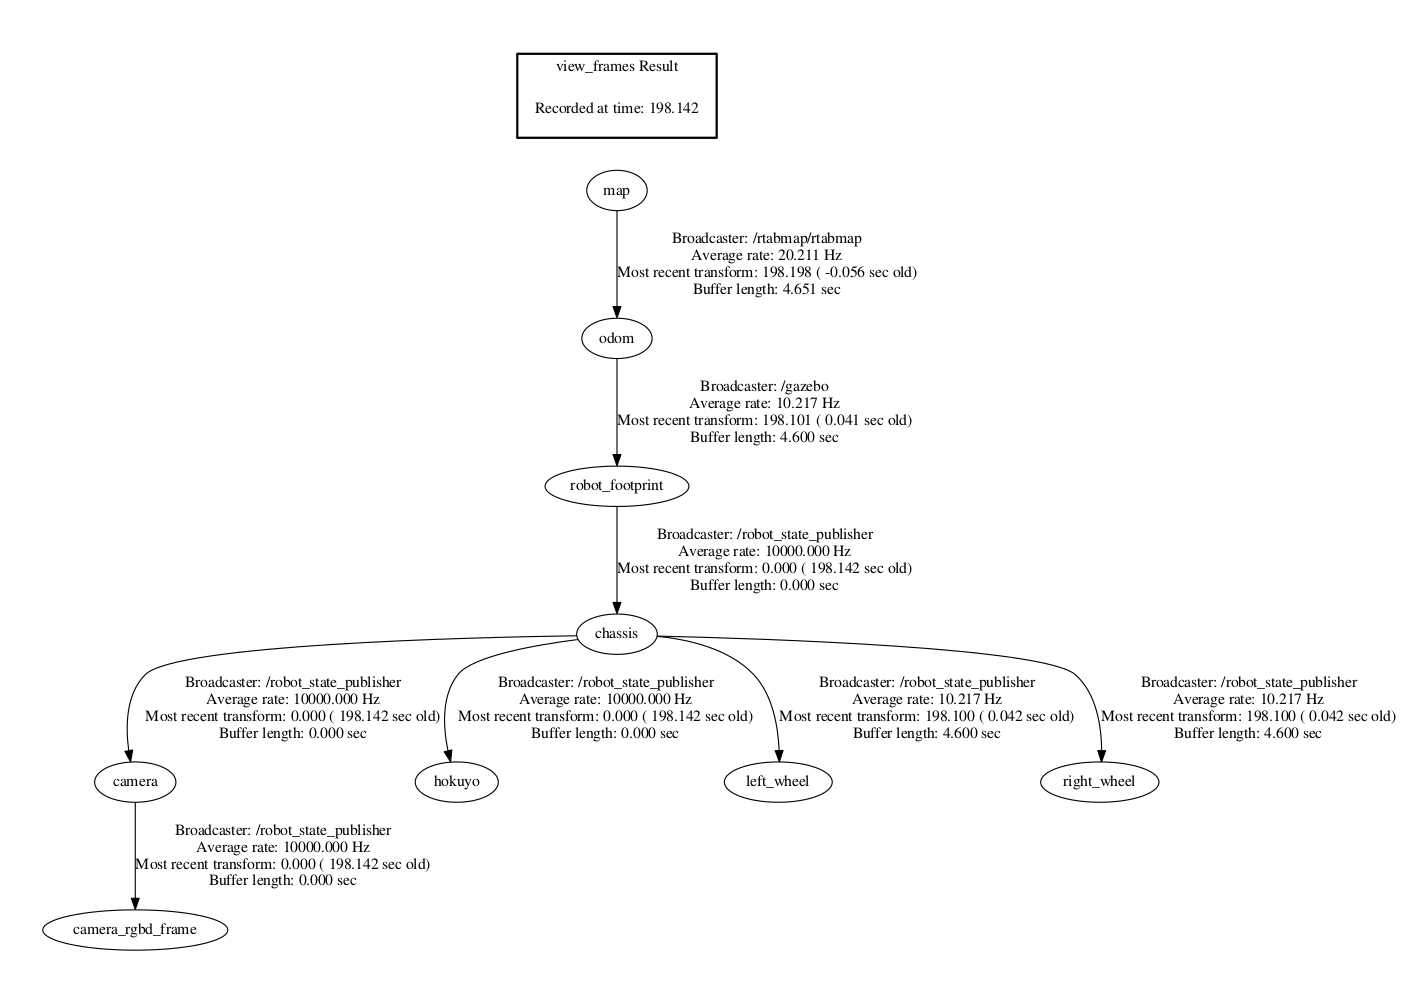 view_frames Result
Recorded at time: 198.142
map
Broadcaster: /rtabmap/rtabmap
Average rate: 20.211 Hz
Most recent transform: 198.198 ( -0.056 sec old)
Buffer length: 4.651 sec
odom
Broadcaster: /gazebo
Average rate: 10.217 Hz
Most recent transform: 198.101 ( 0.041 sec old)
Buffer length: 4.600 sec
robot_footprint
Broadcaster: /robot_state_publisher
Average rate: 10000.000 Hz
Most recent transform: 0.000 ( 198.142 sec old)
Buffer length: 0.000 sec
chassis
Broadcaster: /robot_state_publisher
Average rate: 10000.000 Hz
Most recent transform: 0.000 ( 198.142 sec old)
Buffer length: 0.000 sec
Broadcaster: /robot_state_publisher
Average rate: 10000.000 Hz
Most recent transform: 0.000 ( 198.142 sec old)
Buffer length: 0.000 sec
Broadcaster: /robot_state_publisher
Average rate: 10.217 Hz
Most recent transform: 198.100 ( 0.042 sec old)
Buffer length: 4.600 sec
Broadcaster: /robot_state_publisher
Average rate: 10.217 Hz
Most recent transform: 198.100 ( 0.042 sec old)
Buffer length: 4.600 sec
camera
hokuyo
left_wheel
right_wheel
Broadcaster: /robot_state_publisher
Average rate: 10000.000 Hz
Most recent transform: 0.000 ( 198.142 sec old)
Buffer length: 0.000 sec
camera_rgbd_frame